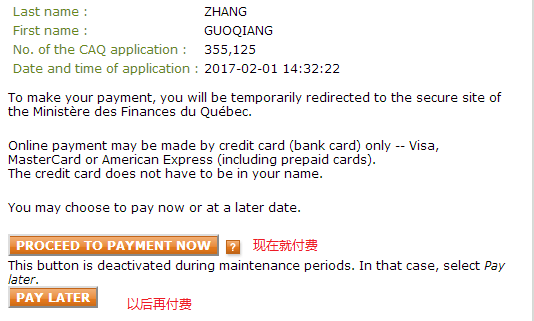 Last name : ZHANG
First name : GUOQIANG
No. of the CAQ application : 355,125
Date and time of application : 2017-02-01 14:32:22
To make your payment, you will be temporarily redirected to the secure site of
the Ministère des Finances du Québec.
Online payment may be made by credit card (bank card) only -- Visa,
MasterCard or American Express (including prepaid cards).
The credit card does not have to be in your name.
You may choose to pay now or at a later date.
PROCEED TO PAYMENT NOW ? 现在就付费
This button is deactivated during maintenance periods. In that case, select Pay
later.
PAY LATER 以后再付费